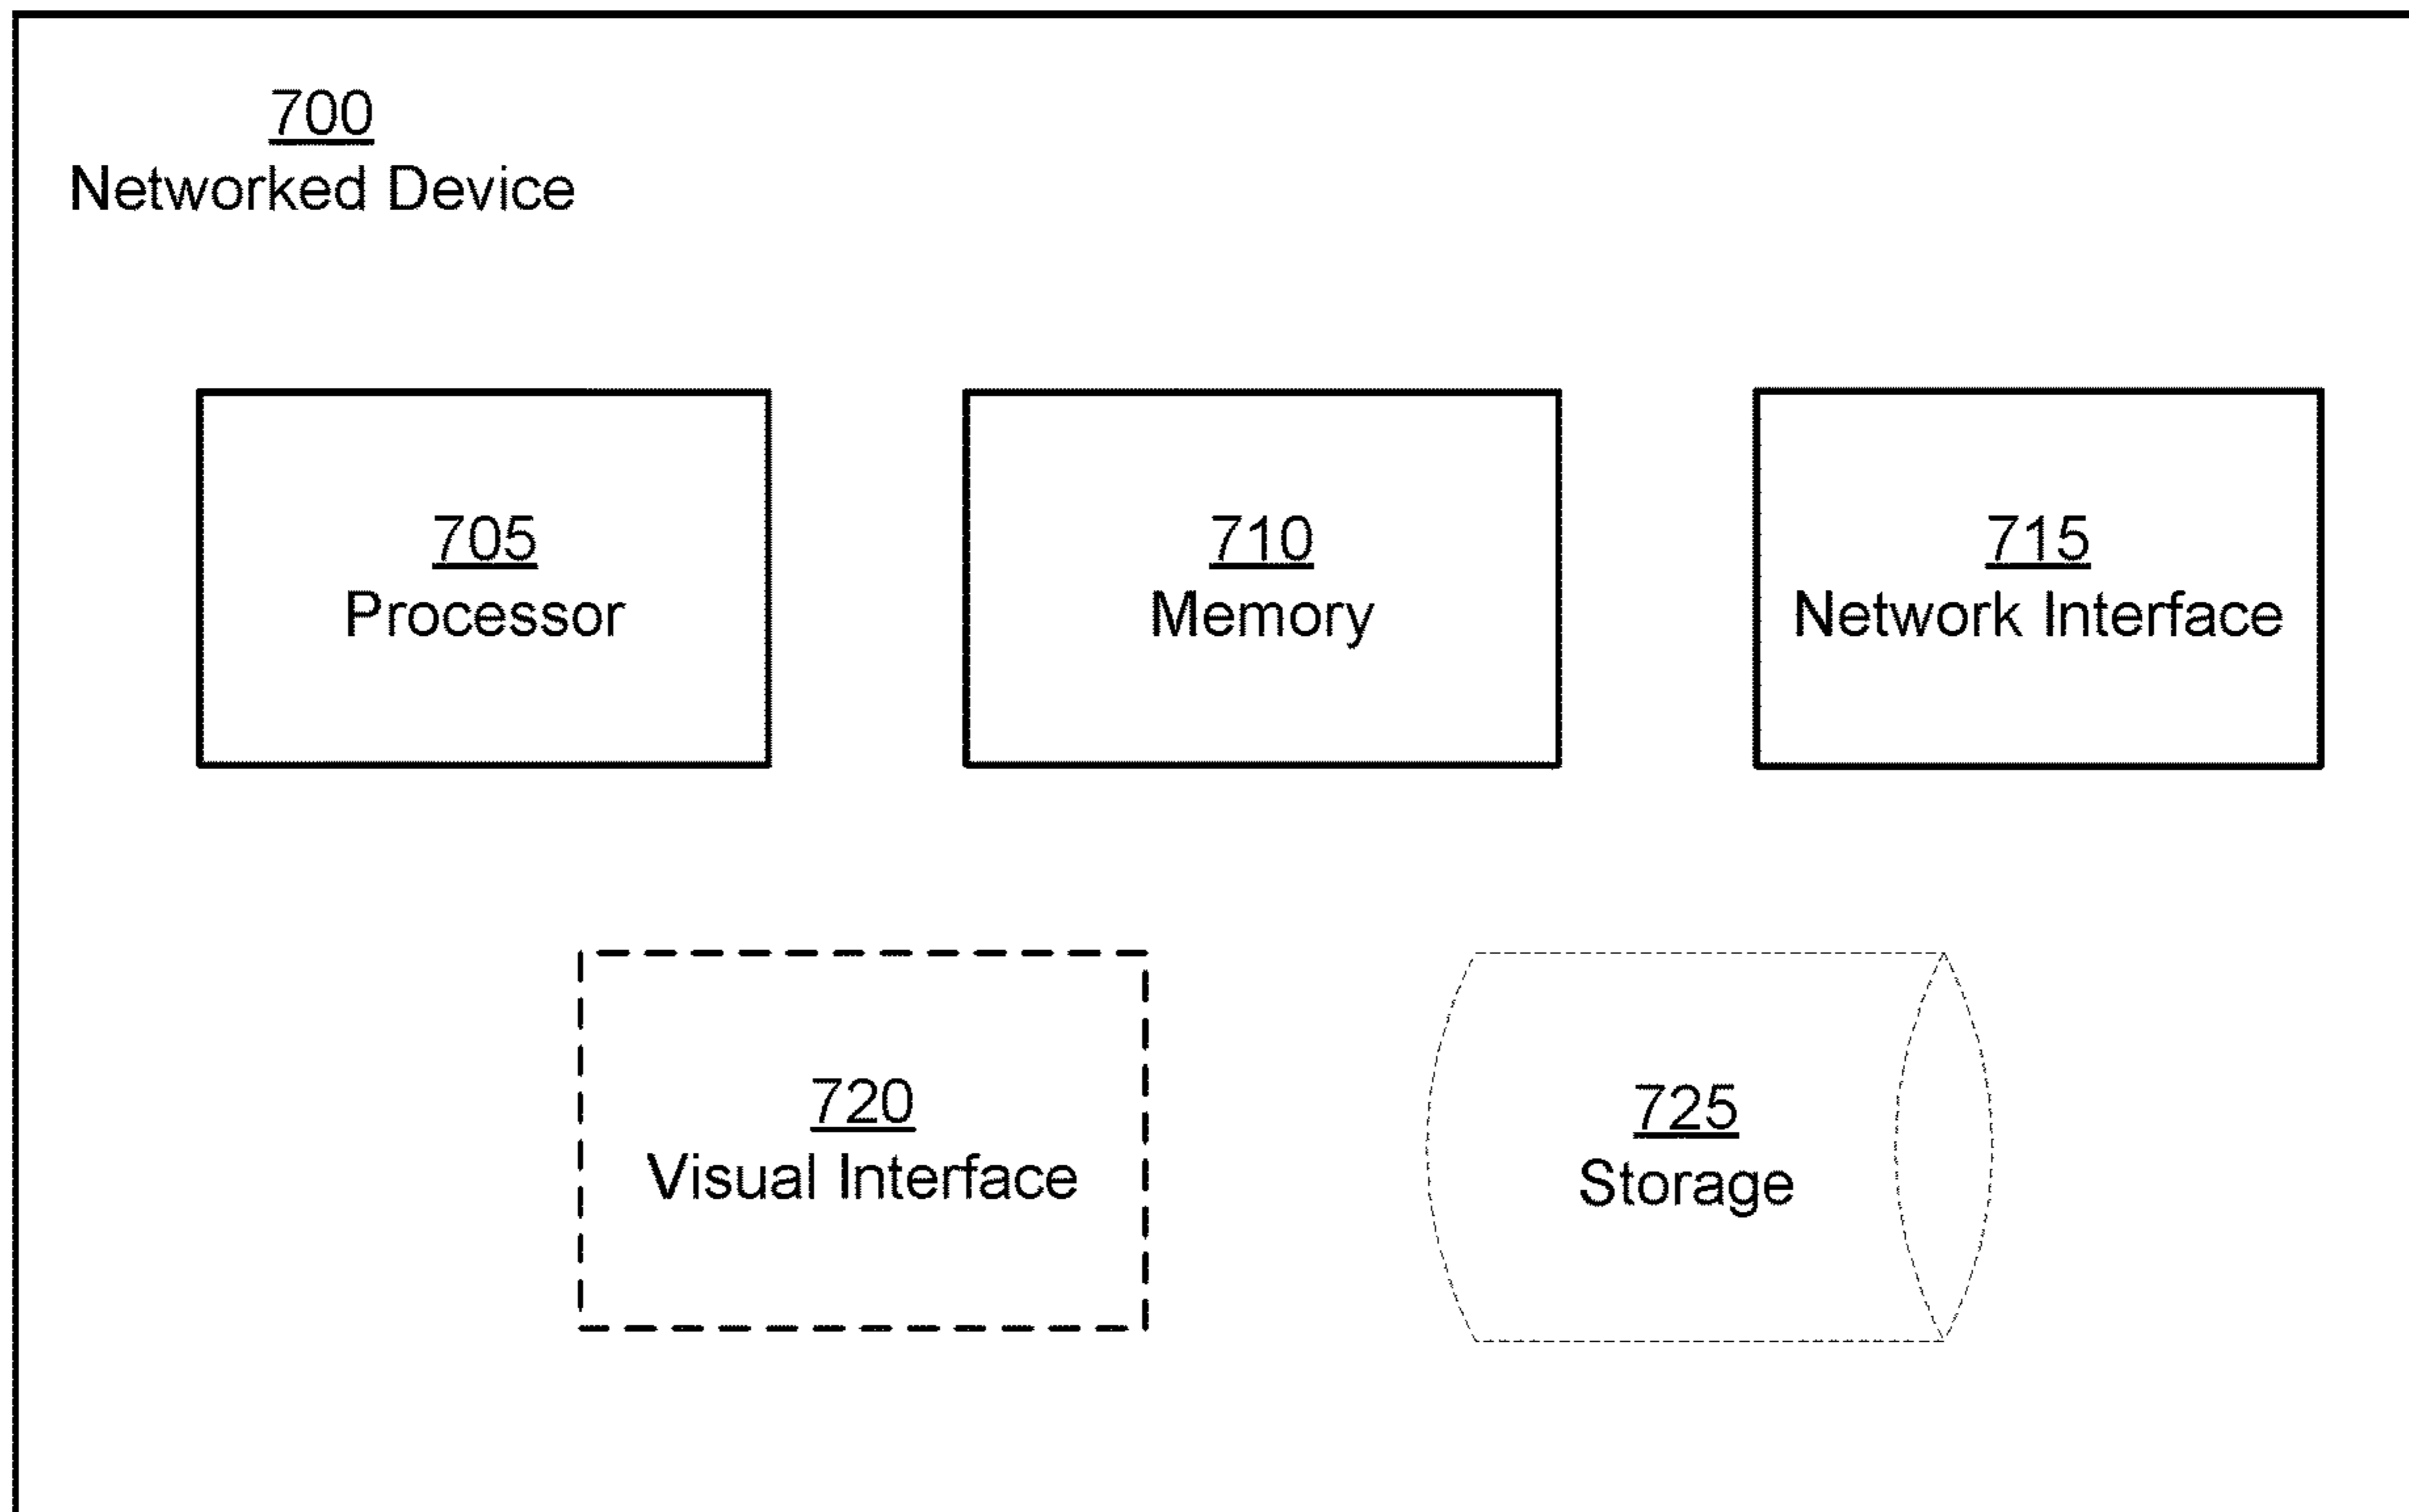 700
Networked Device
705
Processor
710
Memory
715
Network Interface
720
Visual Interface
725
Storage